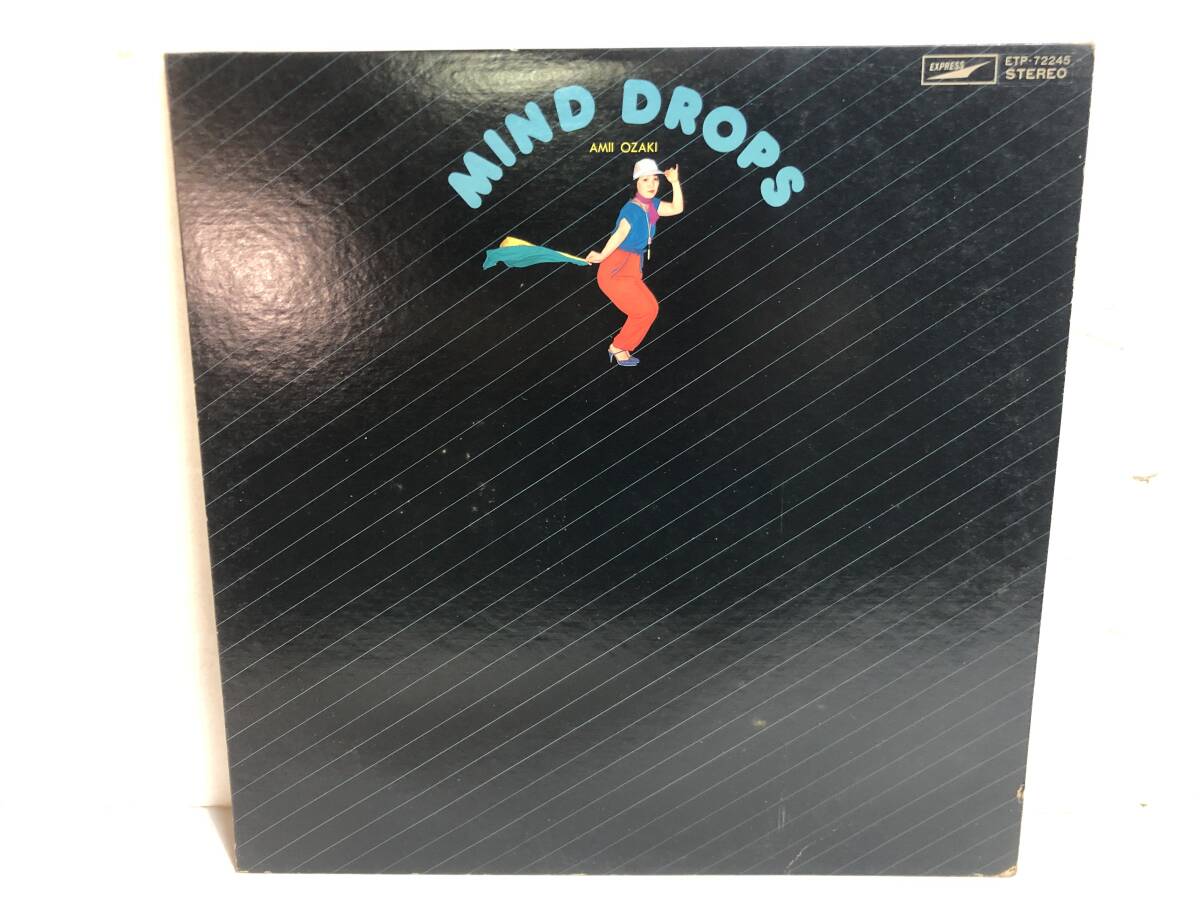 EXPRESS
ETP-72245
STEREO
MIND DROPS
AMII OZAKI